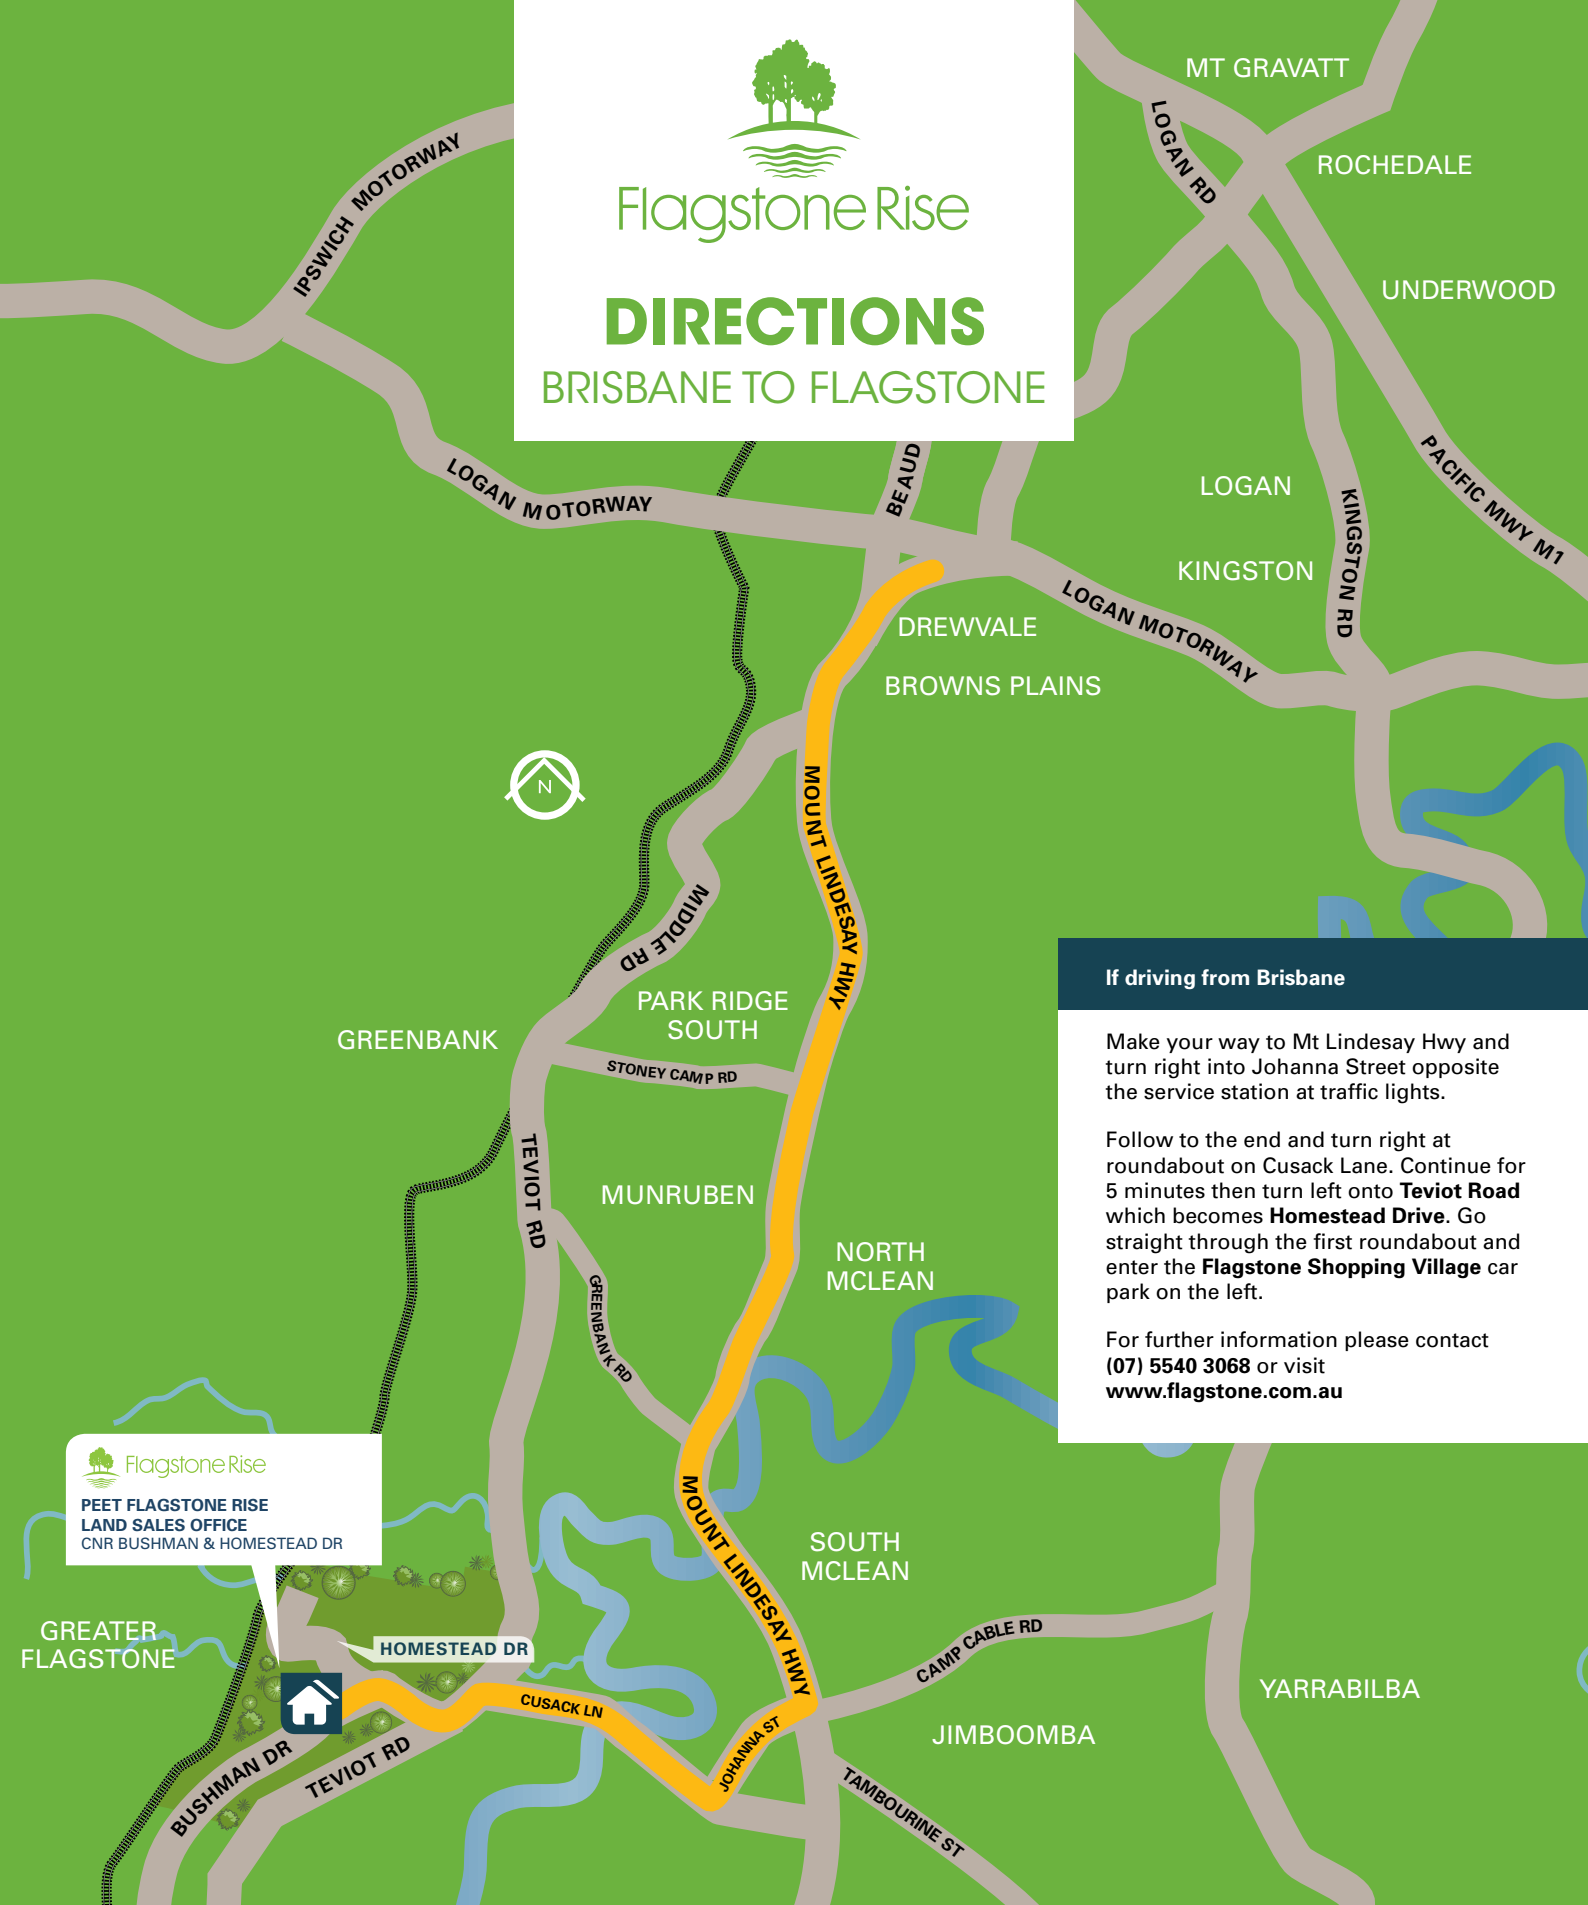 Flagstone Rise
DIRECTIONS
BRISBANE TO FLAGSTONE
MT GRAVATT
LOGAN RD
ROCHEDALE
IPSWICH MOTORWAY
UNDERWOOD
LOGAN MOTORWAY
BEAUD
LOGAN
KINGSTON RD
PACIFIC MWY M1
KINGSTON
LOGAN MOTORWAY
DREWVALE
BROWNS PLAINS
N
MOUNT LINDESAY HWY
MIDDLE RD
PARK RIDGE
SOUTH
GREENBANK
STONEY CAMP RD
TEVIOT RD
MUNRUBEN
NORTH
MCLEAN
GREENBANK RD
If driving from Brisbane
Make your way to Mt Lindesay Hwy and
turn right into Johanna Street opposite
the service station at traffic lights.
Follow to the end and turn right at
roundabout on Cusack Lane. Continue for
5 minutes then turn left onto Teviot Road
which becomes Homestead Drive. Go
straight through the first roundabout and
enter the Flagstone Shopping Village car
park on the left.
For further information please contact
(07) 5540 3068 or visit
www.flagstone.com.au
Flagstone Rise
PEET FLAGSTONE RISE
LAND SALES OFFICE
CNR BUSHMAN & HOMESTEAD DR
MOUNT LINDESAY HWY
SOUTH
MCLEAN
GREATER
FLAGSTONE
HOMESTEAD DR
CAMP CABLE RD
CUSACK LN
YARRABILBA
JOHANNA ST
JIMBOOMBA
BUSHMAN DR
TEVIOT RD
TAMBOURINE ST